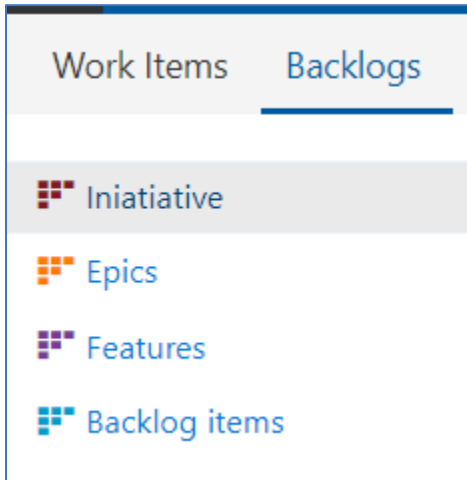 Work Items Backlogs
Iniatiative
Epics
Features
Backlog items